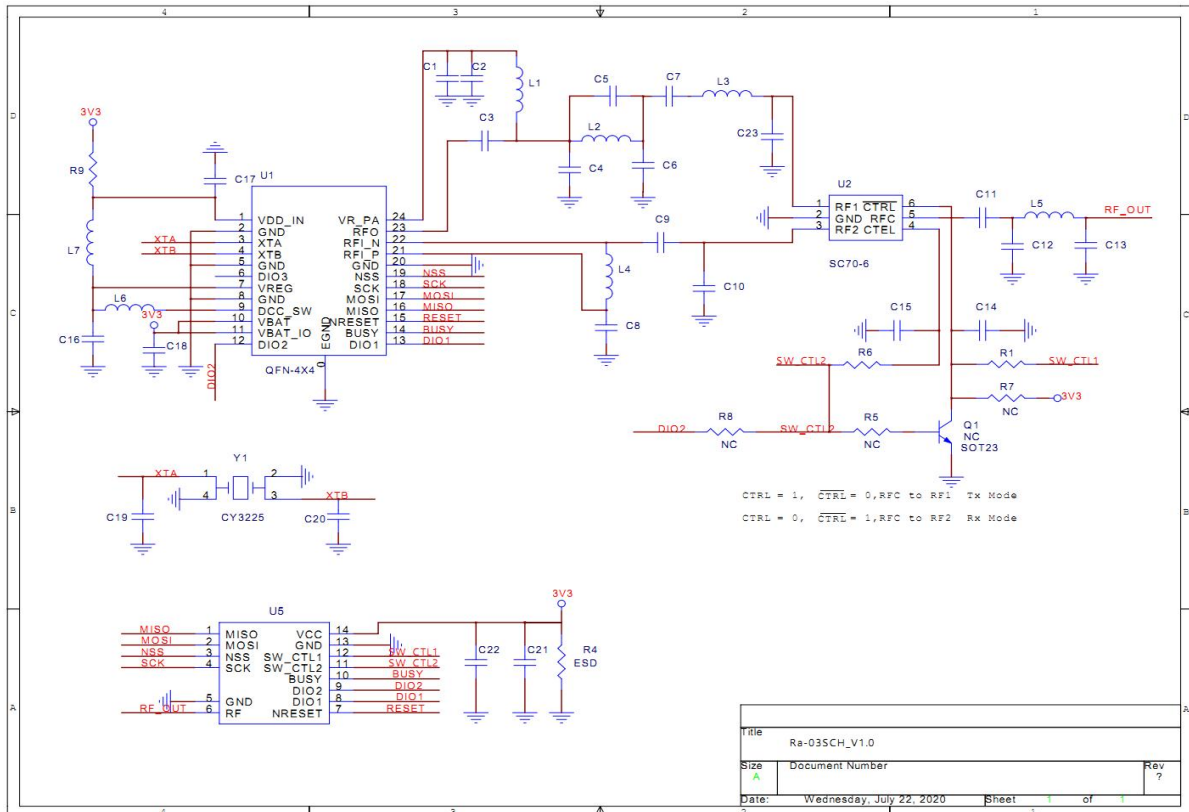 4
3
2
1
D
C
B
A
D
C
B
A
4
3
2
1
3V3
R9
C17
U1
L7
XTA
XTB
L6
3V3
C16
C18
DIO2
1 VDD_IN
2 GND
3 XTA
4 XTB
5 GND
6 DIO3
7 VREG
8 GND
9 DCC_SW
10 VBAT
11 VBAT_IO
12 DIO2
VR_PA 24
RFO 23
RFI_N 22
RFI_P 21
GND 20
NSS 19 NSS
SCK 18 SCK
MOSI 17 MOSI
MISO 16 MISO
NRESET 15 RESET
BUSY 14 BUSY
DIO1 13 DIO1
EGND
0
QFN-4X4
C1
C2
L1
C3
C5
C7
L3
L2
C4
C6
C23
C9
L4
C8
C10
U2
1 RF1 CTRL 6
2 GND RFC 5
3 RF2 CTEL 4
SC70-6
C11
L5
RF_OUT
C12
C13
C15
C14
SW_CTL2
R6
R1
SW_CTL1
R7
NC
3V3
DIO2
R8
NC
SW_CTL2
R5
NC
Q1
NC
SOT23
CTRL = 1, CTRL = 0,RFC to RF1 Tx Mode
CTRL = 0, CTRL = 1,RFC to RF2 Rx Mode
Y1
XTA
1
2
4
3
XTB
C19
CY3225
C20
U5
MISO 1 MISO
MOSI 2 MOSI
NSS 3 NSS
SCK 4 SCK
5 GND
RF_OUT 6 RF
VCC 14
GND 13
SW_CTL1 12 SW_CTL1
SW_CTL2 11 SW_CTL2
BUSY 10 BUSY
DIO2 9 DIO2
DIO1 8 DIO1
NRESET 7 RESET
3V3
C22
C21
R4
ESD
Title
Ra-03SCH_V1.0
Size
A
Document Number
Rev
?
Date: Wednesday, July 22, 2020 Sheet 1 of 1